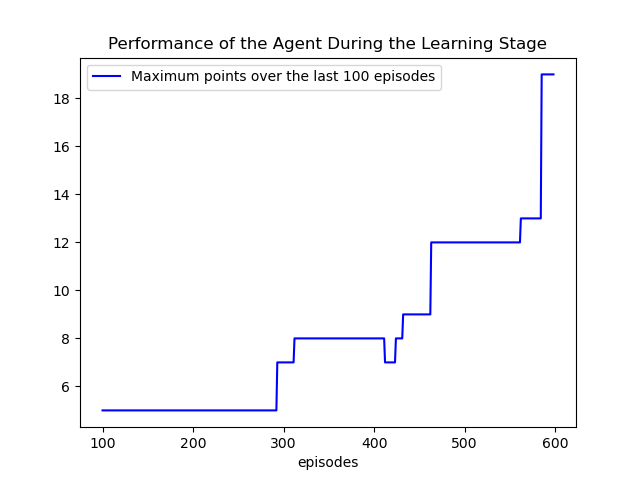 Performance of the Agent During the Learning Stage
Maximum points over the last 100 episodes
18
16
14
12
10
8
6
100 200 300 400 500 600
episodes